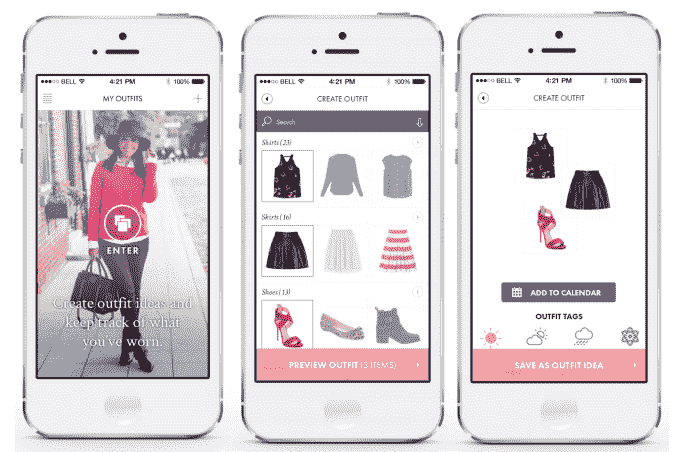 ●●●○○ BELL 4:21 PM 100%
MY OUTFITS
ENTER
Create outfit ideas and
keep track of what
you've worn.
●●●○○ BELL 4:21 PM 100%
CREATE OUTFIT
Search
Shirts (23)
Skirts (16)
Shoes (13)
PREVIEW OUTFIT (3 ITEMS)
●●●○○ BELL 4:21 PM 100%
CREATE OUTFIT
ADD TO CALENDAR
OUTFIT TAGS
SAVE AS OUTFIT IDEA